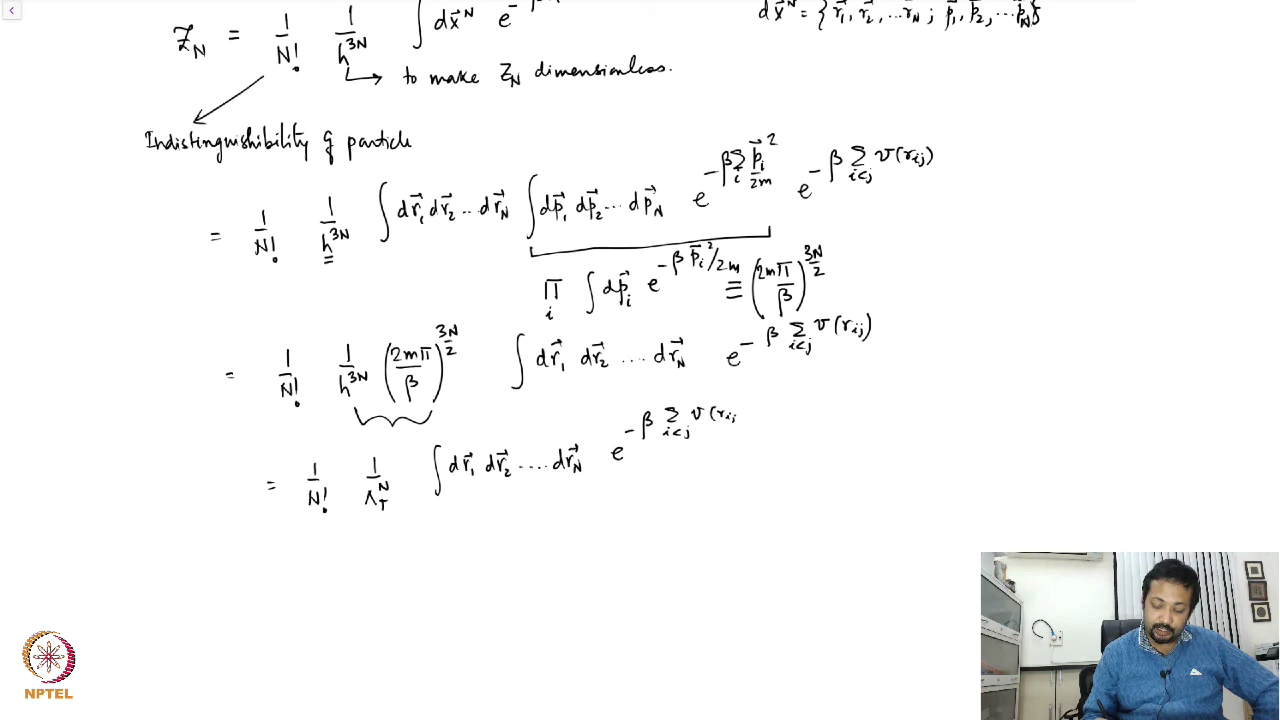 Z_N = 1/N! 1/h^{3N} ∫ dx⃗^N e^{-β
dx⃗^N = {r⃗_1, r⃗_2, ... r⃗_N ; p⃗_1, p⃗_2, ... p⃗_N}
→ to make Z_N dimensionless.
Indistinguishibility of particle
= 1/N! 1/h^{3N} ∫ dr⃗_1 dr⃗_2 ... dr⃗_N ∫ dp⃗_1 dp⃗_2 ... dp⃗_N e^{-β Σ_i p⃗_i^2/2m} e^{-β Σ_{i<j} v(r_{ij})}
Π_i ∫ dp⃗_i e^{-β p⃗_i^2/2m} ≡ (2mπ/β)^{3N/2}
= 1/N! 1/h^{3N} (2mπ/β)^{3N/2} ∫ dr⃗_1 dr⃗_2 .... dr⃗_N e^{-β Σ_{i<j} v(r_{ij})}
= 1/N! 1/Λ_T^N ∫ dr⃗_1 dr⃗_2 .... dr⃗_N e^{-β Σ_{i<j} v(r_{ij}
NPTEL